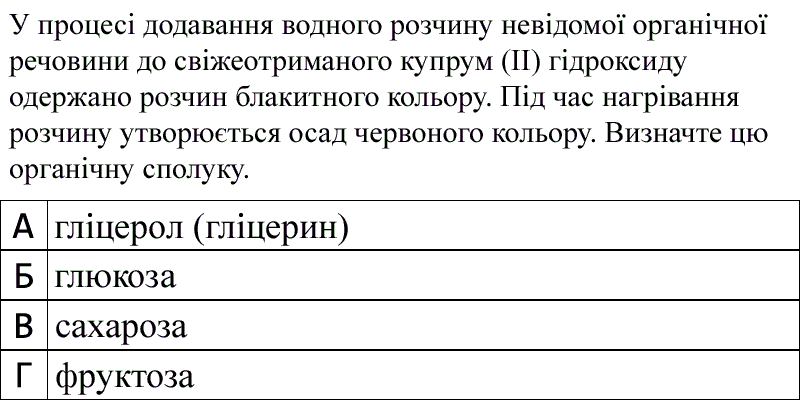 У процесі додавання водного розчину невідомої органічної
речовини до свіжеотриманого купрум (ІІ) гідроксиду
одержано розчин блакитного кольору. Під час нагрівання
розчину утворюється осад червоного кольору. Визначте цю
органічну сполуку.
А гліцерол (гліцерин)
Б глюкоза
В сахароза
Г фруктоза